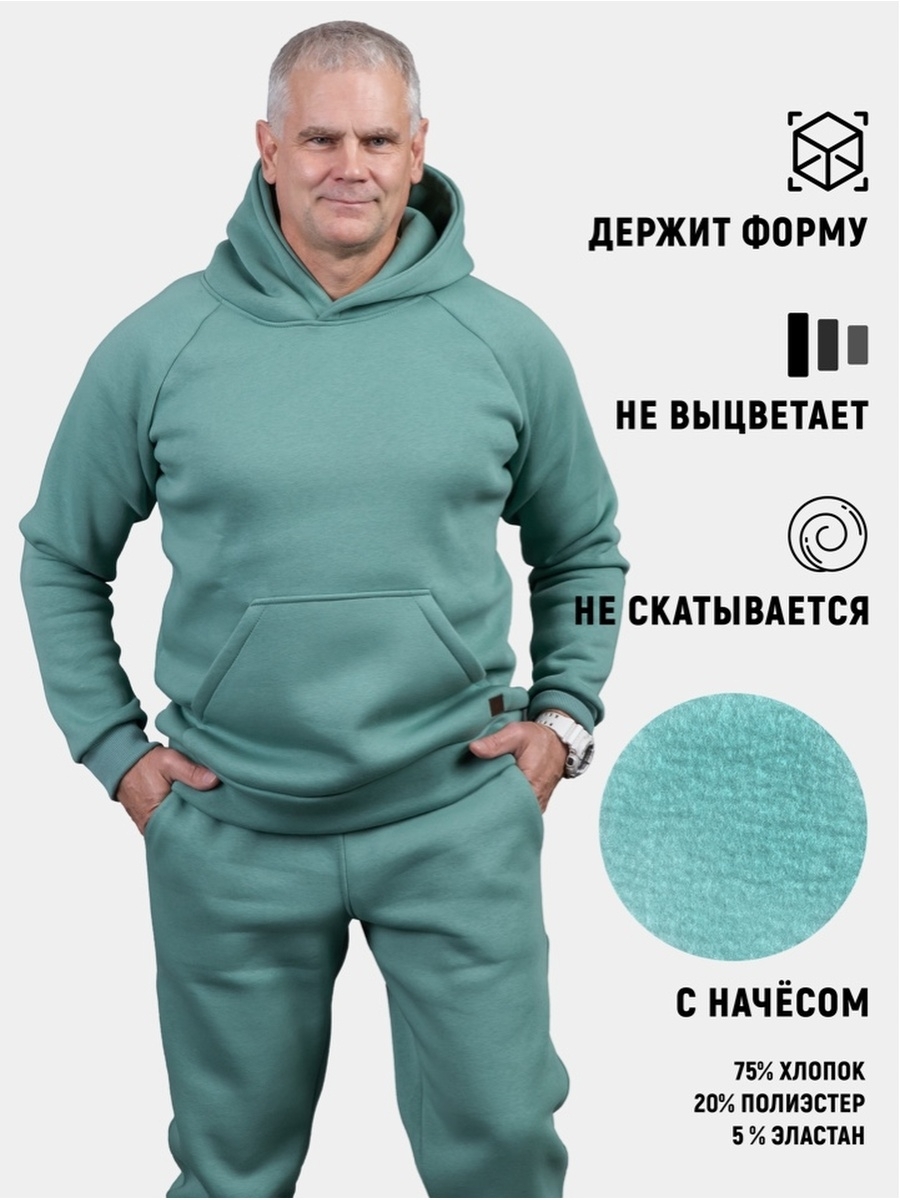 ДЕРЖИТ ФОРМУ
НЕ ВЫЦВЕТАЕТ
НЕ СКАТЫВАЕТСЯ
С НАЧЁСОМ
75% ХЛОПОК
20% ПОЛИЭСТЕР
5 % ЭЛАСТАН